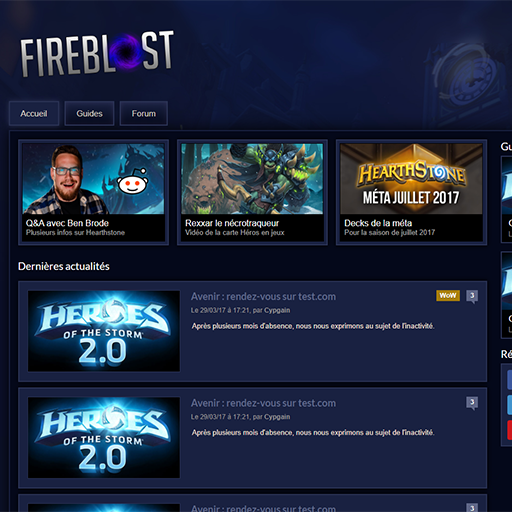 FIREBLOST
Accueil
Guides
Forum
HEARTHSTONE
MÉTA JUILLET 2017
Q&A avec Ben Brode
Plusieurs infos sur Hearthstone
Rexxar le nécrotraqueur
Vidéo de la carte Héros en jeux
Decks de la méta
Pour la saison de juillet 2017
Gu
Dernières actualités
HEROES
OF THE STORM
2.0
Avenir : rendez-vous sur test.com
WoW
3
Le 29/03/17 à 17:21, par Cypgain
Après plusieurs mois d'absence, nous nous exprimons au sujet de l'inactivité.
Ré
HEROES
OF THE STORM
2.0
Avenir : rendez-vous sur test.com
3
Le 29/03/17 à 17:21, par Cypgain
Après plusieurs mois d'absence, nous nous exprimons au sujet de l'inactivité.
Avenir : rendez-vous sur test.com
3